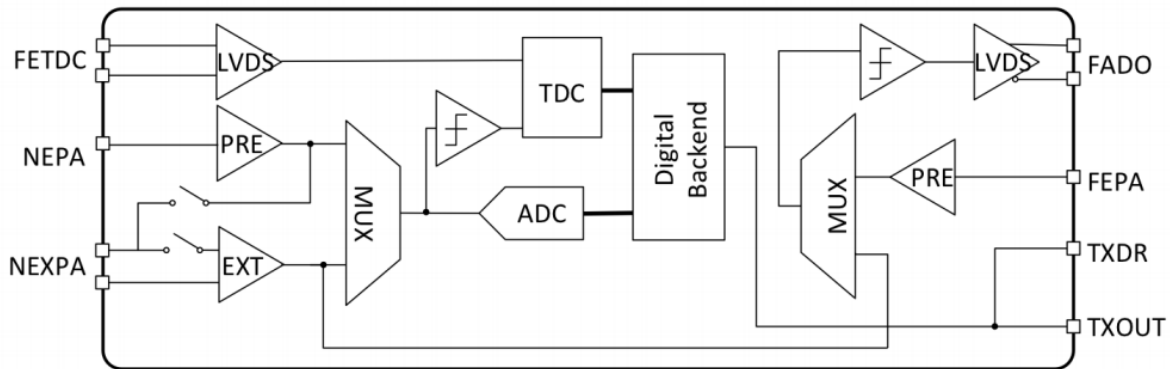 FETDC
LVDS
TDC
Digital
Backend
LVDS
FADO
NEPA
PRE
MUX
ADC
MUX
PRE
FEPA
NEXPA
EXT
TXDR
TXOUT